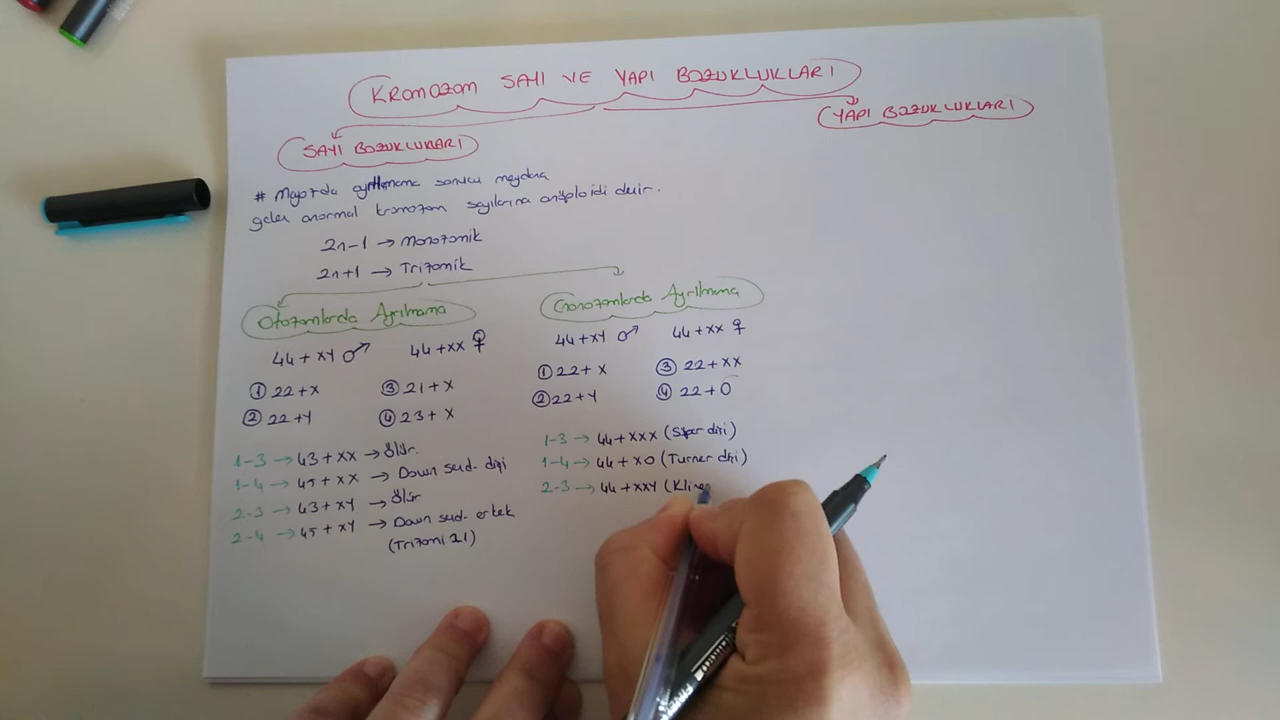 KROMOZOM SAYI VE YAPI BOZUKLUKLARI
SAYI BOZUKLUKLARI
YAPI BOZUKLUKLARI
# Mayozda ayrılmama sonucu meydana
gelen anormal kromozom sayılarına anöploidi denir.
2n-1 → Monozomik
2n+1 → Trizomik
Otozomlarda Ayrılmama
44+XY ♂ 44+XX ♀
① 22+X ③ 21+X
② 22+Y ④ 23+X
1-3 → 43+XX → Ölür.
1-4 → 45+XX → Down send- dişi
2-3 → 43+XY → Ölür
2-4 → 45+XY → Down send- erkek
(Trizomi 21)
Gonozomlarda Ayrılmama
44+XY ♂ 44+XX ♀
① 22+X ③ 22+XX
② 22+Y ④ 22+O
1-3 → 44+XXX (Süper dişi)
1-4 → 44+XO (Turner dişi)
2-3 → 44+XXY (Kline